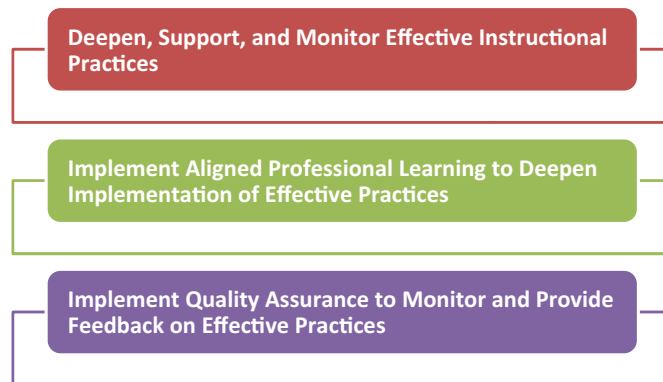 Deepen, Support, and Monitor Effective Instructional
Practices
Implement Aligned Professional Learning to Deepen
Implementation of Effective Practices
Implement Quality Assurance to Monitor and Provide
Feedback on Effective Practices